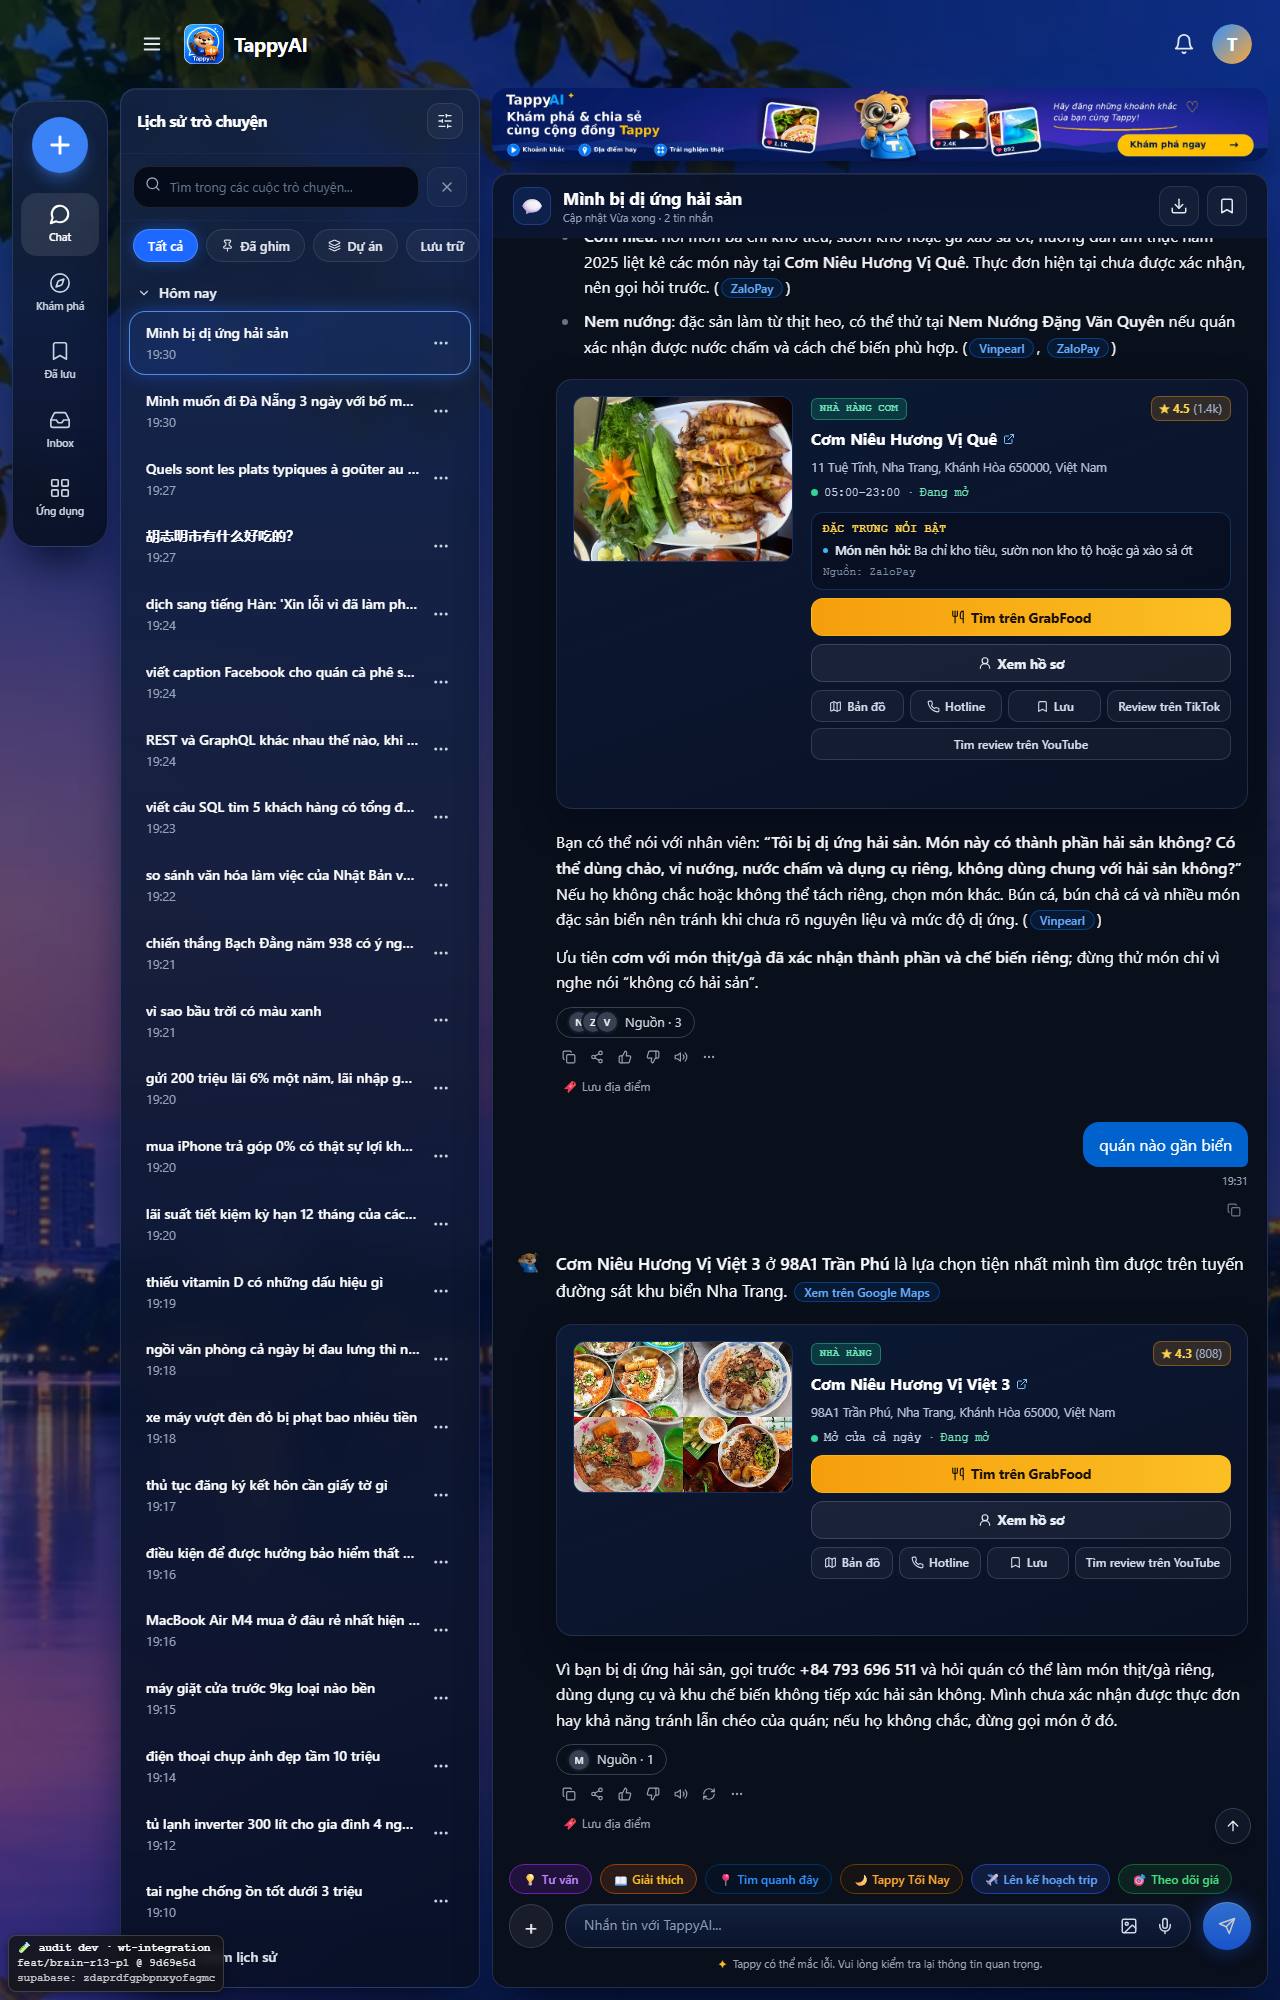 TappyAI
T
Chat
Khám phá
Đã lưu
Inbox
Ứng dụng
Lịch sử trò chuyện
Tìm trong các cuộc trò chuyện...
Tất cả
Đã ghim
Dự án
Lưu trữ
Hôm nay
Mình bị dị ứng hải sản
19:30
Mình muốn đi Đà Nẵng 3 ngày với bố m...
19:30
Quels sont les plats typiques à goûter au ...
19:27
胡志明市有什么好吃的?
19:27
dịch sang tiếng Hàn: 'Xin lỗi vì đã làm ph...
19:24
viết caption Facebook cho quán cà phê s...
19:24
REST và GraphQL khác nhau thế nào, khi ...
19:24
viết câu SQL tìm 5 khách hàng có tổng đ...
19:23
so sánh văn hóa làm việc của Nhật Bản v...
19:22
chiến thắng Bạch Đằng năm 938 có ý ng...
19:21
vì sao bầu trời có màu xanh
19:21
gửi 200 triệu lãi 6% một năm, lãi nhập g...
19:20
mua iPhone trả góp 0% có thật sự lợi kh...
19:20
lãi suất tiết kiệm kỳ hạn 12 tháng của các...
19:20
thiếu vitamin D có những dấu hiệu gì
19:19
ngồi văn phòng cả ngày bị đau lưng thì n...
19:18
xe máy vượt đèn đỏ bị phạt bao nhiêu tiền
19:18
thủ tục đăng ký kết hôn cần giấy tờ gì
19:17
điều kiện để được hưởng bảo hiểm thất ...
19:16
MacBook Air M4 mua ở đâu rẻ nhất hiện ...
19:16
máy giặt cửa trước 9kg loại nào bền
19:15
điện thoại chụp ảnh đẹp tầm 10 triệu
19:14
tủ lạnh inverter 300 lít cho gia đình 4 ng...
19:12
tai nghe chống ồn tốt dưới 3 triệu
19:10
lịch sử
audit dev · wt-integration
feat/brain-r13-p1 @ 9d69e5d
supabase: zdaprdfgpbpnxyofagmc
TappyAI
Khám phá & chia sẻ
cùng cộng đồng Tappy
Khoảnh khắc
Địa điểm hay
Trải nghiệm thật
1.1K
2.4K
892
Hãy đăng những khoảnh khắc
của bạn cùng Tappy!
Khám phá ngay →
Mình bị dị ứng hải sản
Cập nhật Vừa xong · 2 tin nhắn
2025 liệt kê các món này tại Cơm Niêu Hương Vị Quê. Thực đơn hiện tại chưa được xác nhận,
nên gọi hỏi trước. ( ZaloPay )
Nem nướng: đặc sản làm từ thịt heo, có thể thử tại Nem Nướng Đặng Văn Quyên nếu quán
xác nhận được nước chấm và cách chế biến phù hợp. ( Vinpearl , ZaloPay )
NHÀ HÀNG CƠM
4.5 (1.4k)
Cơm Niêu Hương Vị Quê
11 Tuệ Tĩnh, Nha Trang, Khánh Hòa 650000, Việt Nam
05:00–23:00 · Đang mở
ĐẶC TRƯNG NỔI BẬT
Món nên hỏi: Ba chỉ kho tiêu, sườn non kho tộ hoặc gà xào sả ớt
Nguồn: ZaloPay
Tìm trên GrabFood
Xem hồ sơ
Bản đồ
Hotline
Lưu
Review trên TikTok
Tìm review trên YouTube
Bạn có thể nói với nhân viên: “Tôi bị dị ứng hải sản. Món này có thành phần hải sản không? Có
thể dùng chảo, vỉ nướng, nước chấm và dụng cụ riêng, không dùng chung với hải sản không?”
Nếu họ không chắc hoặc không thể tách riêng, chọn món khác. Bún cá, bún chả cá và nhiều món
đặc sản biển nên tránh khi chưa rõ nguyên liệu và mức độ dị ứng. ( Vinpearl )
Ưu tiên cơm với món thịt/gà đã xác nhận thành phần và chế biến riêng; đừng thử món chỉ vì
nghe nói “không có hải sản”.
N Z V Nguồn · 3
Lưu địa điểm
quán nào gần biển
19:31
Cơm Niêu Hương Vị Việt 3 ở 98A1 Trần Phú là lựa chọn tiện nhất mình tìm được trên tuyến
đường sát khu biển Nha Trang. Xem trên Google Maps
NHÀ HÀNG
4.3 (808)
Cơm Niêu Hương Vị Việt 3
98A1 Trần Phú, Nha Trang, Khánh Hòa 65000, Việt Nam
Mở cửa cả ngày · Đang mở
Tìm trên GrabFood
Xem hồ sơ
Bản đồ
Hotline
Lưu
Tìm review trên YouTube
Vì bạn bị dị ứng hải sản, gọi trước +84 793 696 511 và hỏi quán có thể làm món thịt/gà riêng,
dùng dụng cụ và khu chế biến không tiếp xúc hải sản không. Mình chưa xác nhận được thực đơn
hay khả năng tránh lẫn chéo của quán; nếu họ không chắc, đừng gọi món ở đó.
M Nguồn · 1
Lưu địa điểm
Tư vấn
Giải thích
Tìm quanh đây
Tappy Tối Nay
Lên kế hoạch trip
Theo dõi giá
Nhắn tin với TappyAI...
Tappy có thể mắc lỗi. Vui lòng kiểm tra lại thông tin quan trọng.